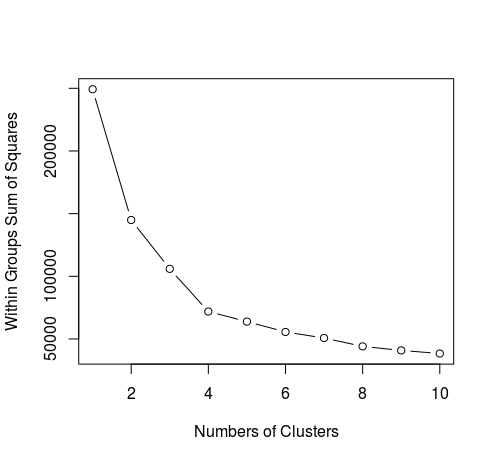 Within Groups Sum of Squares
200000
100000
50000
2 4 6 8 10
Numbers of Clusters